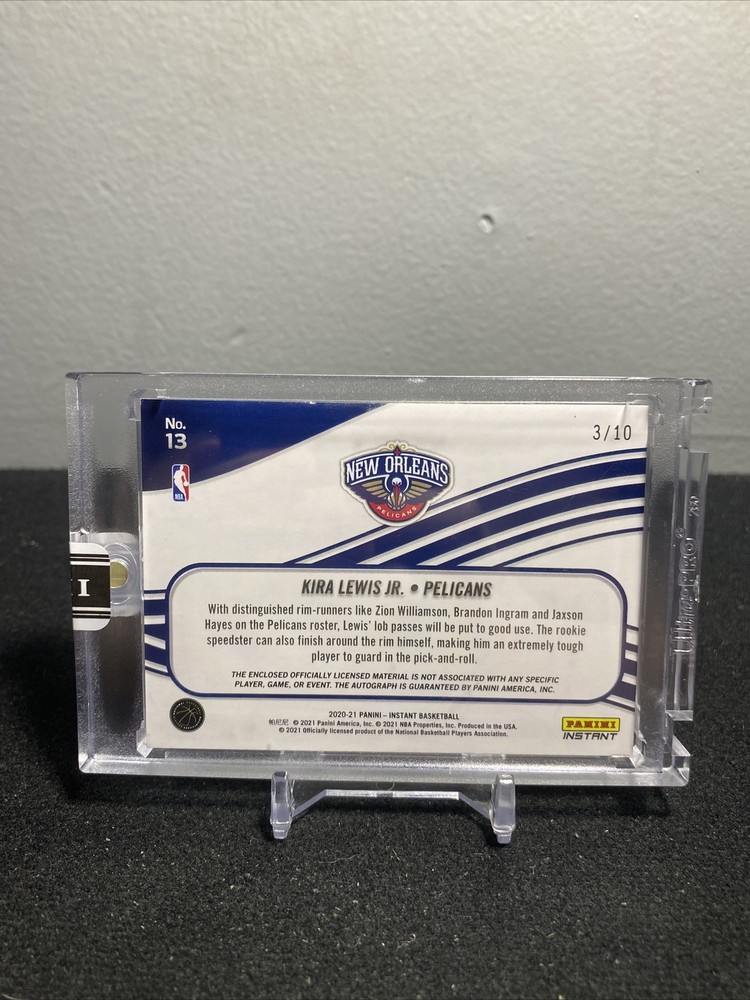 No.
13
3/10
NBA
NEW ORLEANS
PELICANS
I
KIRA LEWIS JR. • PELICANS
With distinguished rim-runners like Zion Williamson, Brandon Ingram and Jaxson
Hayes on the Pelicans roster, Lewis' lob passes will be put to good use. The rookie
speedster can also finish around the rim himself, making him an extremely tough
player to guard in the pick-and-roll.
THE ENCLOSED OFFICIALLY LICENSED MATERIAL IS NOT ASSOCIATED WITH ANY SPECIFIC
PLAYER, GAME, OR EVENT. THE AUTOGRAPH IS GUARANTEED BY PANINI AMERICA, INC.
2020-21 PANINI – INSTANT BASKETBALL
帕尼尼 © 2021 Panini America, Inc. © 2021 NBA Properties, Inc. Produced in the USA.
© 2021 Officially licensed product of the National Basketball Players Association.
PANINI
INSTANT
Ultra PRO®